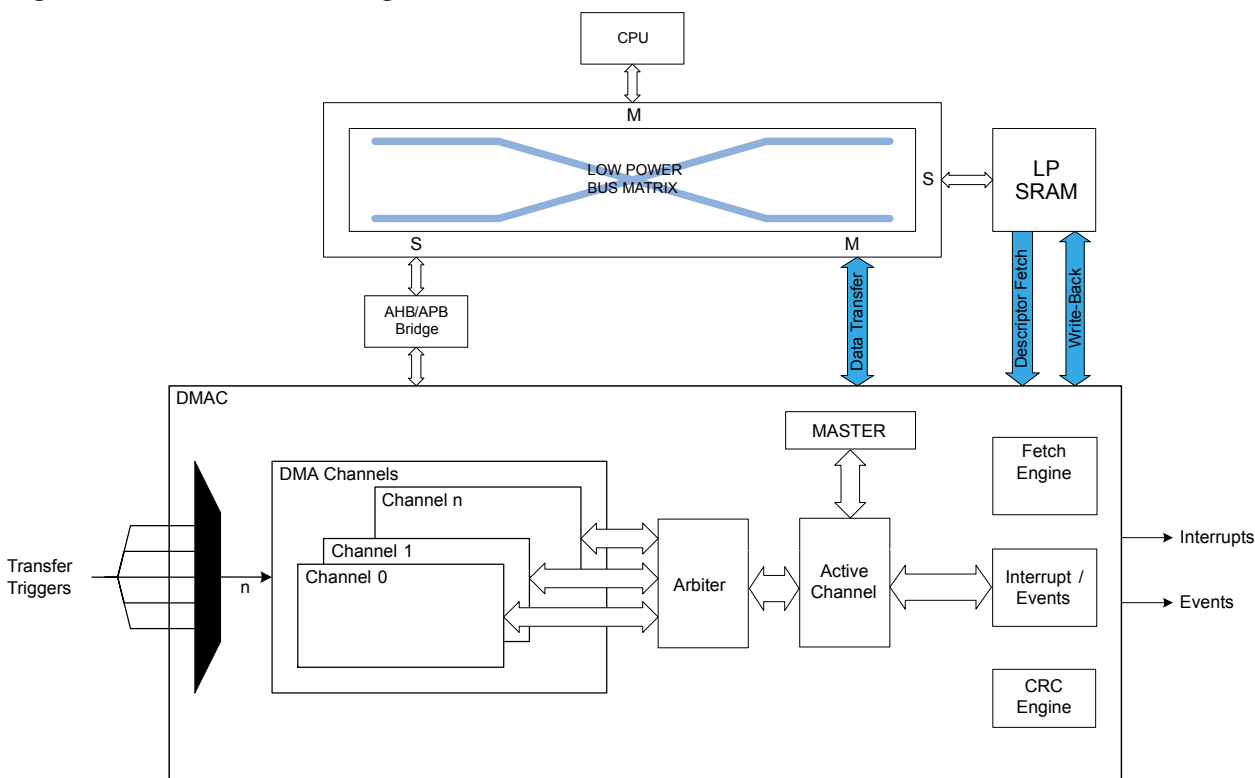 CPU
M
LOW POWER
BUS MATRIX
S
LP
SRAM
S
M
AHB/APB
Bridge
Data Transfer
Descriptor Fetch
Write-Back
DMAC
MASTER
Fetch
Engine
DMA Channels
Channel n
Channel 1
Channel 0
Transfer
Triggers
n
Arbiter
Active
Channel
Interrupt /
Events
Interrupts
Events
CRC
Engine